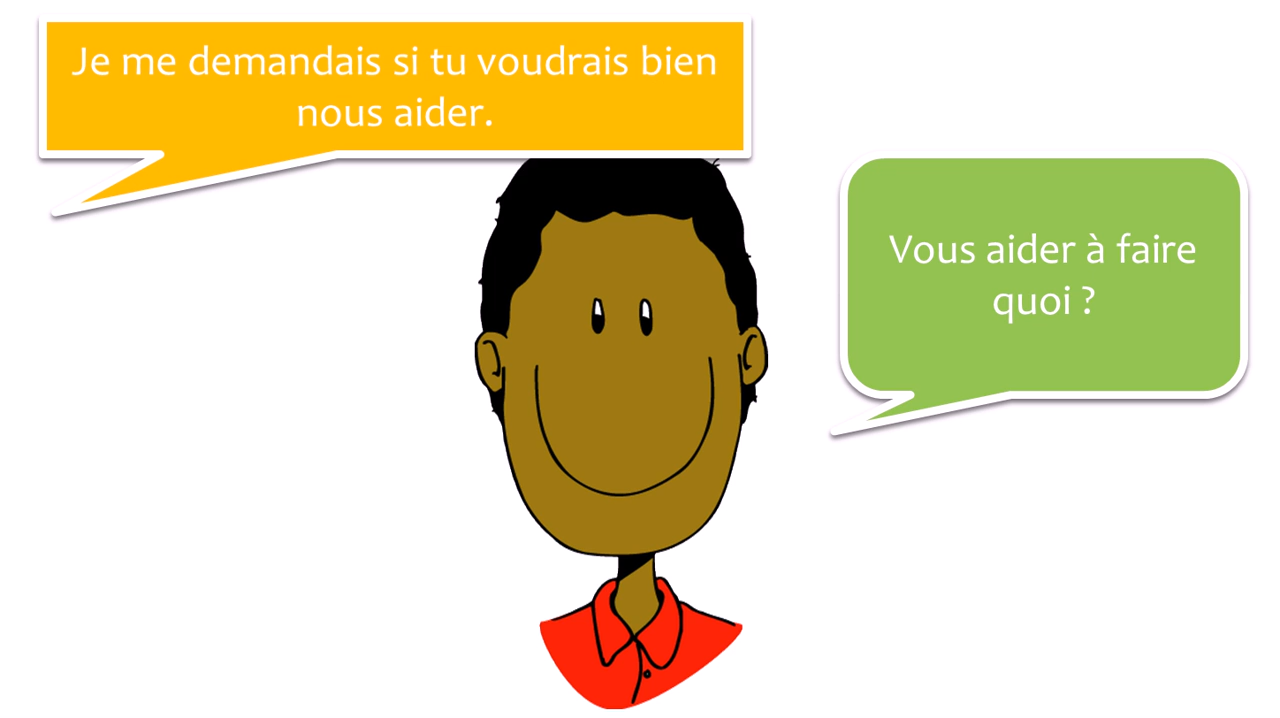 Je me demandais si tu voudrais bien
nous aider.
Vous aider à faire
quoi ?